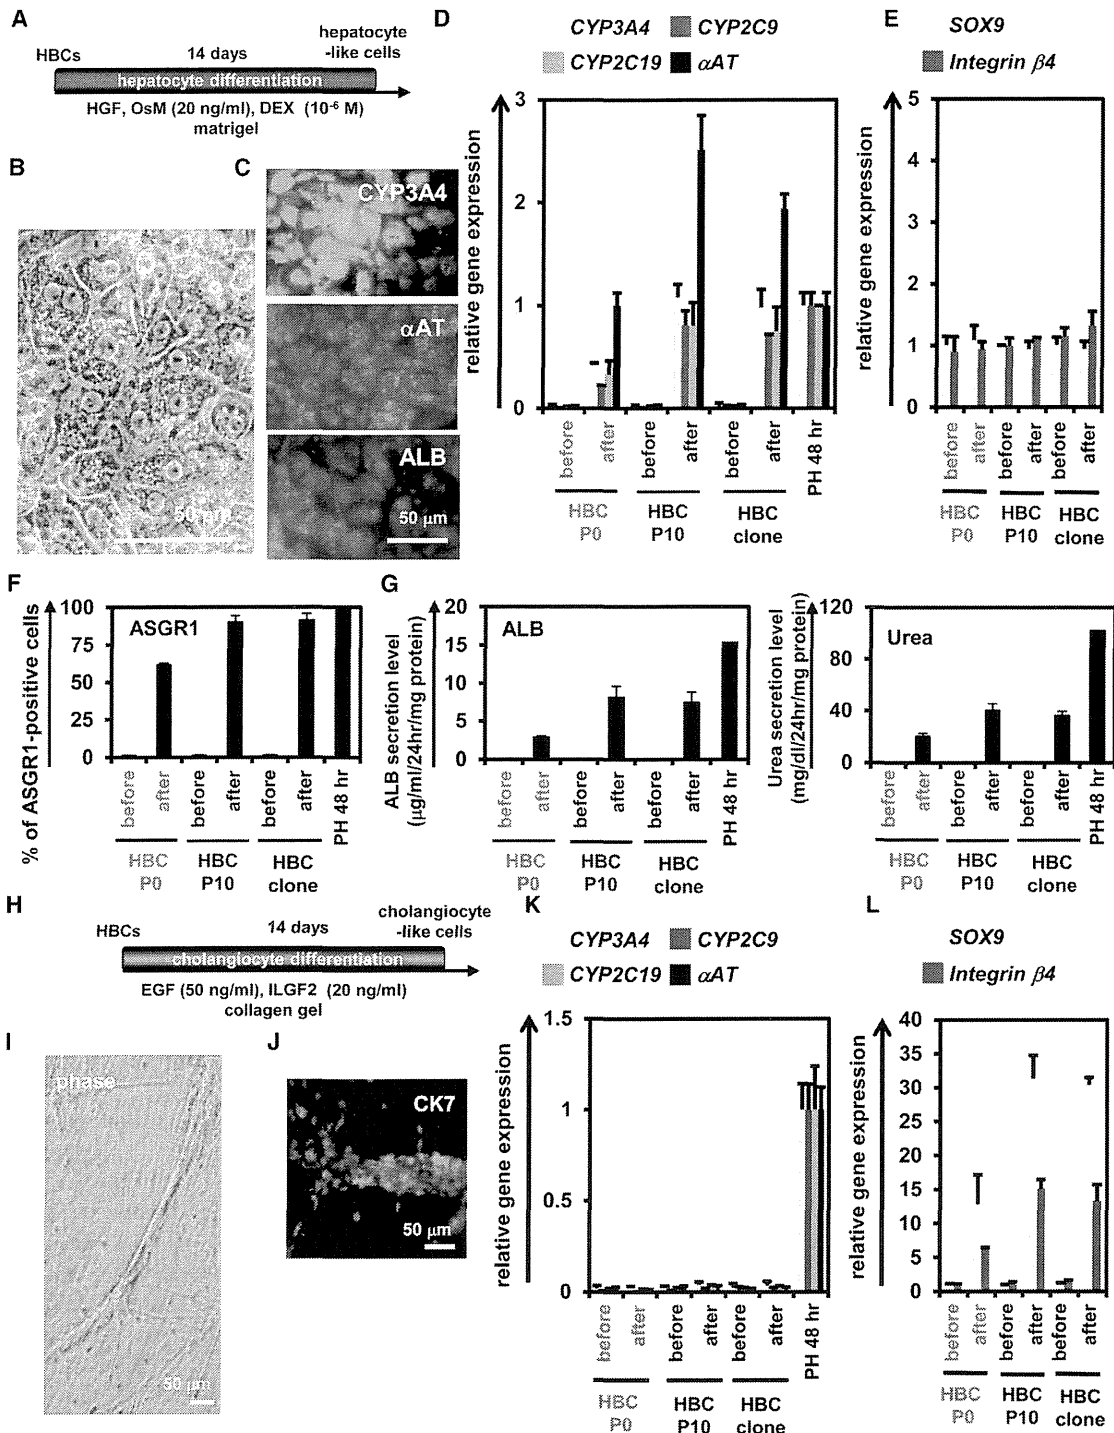 A
HBCs
14 days
hepatocyte
-like cells
hepatocyte differentiation
HGF, OsM (20 ng/ml), DEX (10⁻⁶ M)
matrigel
B
50 μm
C
CYP3A4
αAT
ALB
50 μm
D
CYP3A4 CYP2C9
CYP2C19 αAT
relative gene expression
3
2
1
0
before after before after before after PH 48 hr
HBC P0
HBC P10
HBC clone
E
SOX9
Integrin β4
relative gene expression
5
4
3
2
1
0
before after before after before after
HBC P0
HBC P10
HBC clone
F
% of ASGR1-positive cells
ASGR1
100
75
50
25
0
before after before after before after PH 48 hr
HBC P0
HBC P10
HBC clone
G
ALB secretion level
(μg/ml/24hr/mg protein)
ALB
20
15
10
5
0
before after before after before after PH 48 hr
HBC P0
HBC P10
HBC clone
Urea secretion level
(mg/dl/24hr/mg protein)
Urea
120
80
40
0
before after before after before after PH 48 hr
HBC P0
HBC P10
HBC clone
H
HBCs
14 days
cholangiocyte
-like cells
cholangiocyte differentiation
EGF (50 ng/ml), ILGF2 (20 ng/ml)
collagen gel
I
phase
50 μm
J
CK7
50 μm
K
CYP3A4 CYP2C9
CYP2C19 αAT
relative gene expression
1.5
1
0.5
0
before after before after before after PH 48 hr
HBC P0
HBC P10
HBC clone
L
SOX9
Integrin β4
relative gene expression
40
35
30
25
20
15
10
5
0
before after before after before after
HBC P0
HBC P10
HBC clone